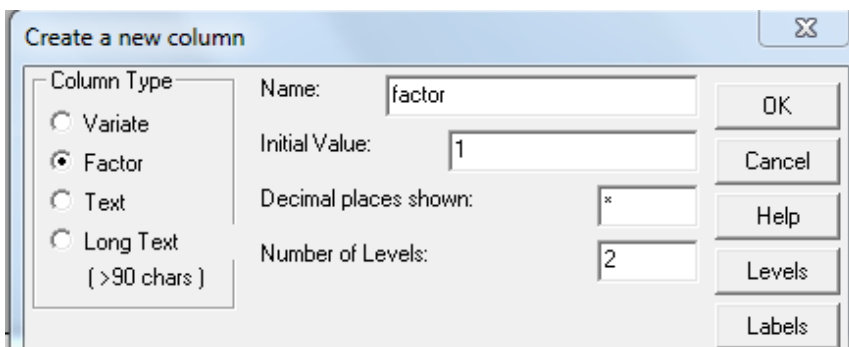 Create a new column
Column Type
Variate
Factor
Text
Long Text
( >90 chars )
Name: factor
Initial Value: 1
Decimal places shown: *
Number of Levels: 2
OK
Cancel
Help
Levels
Labels